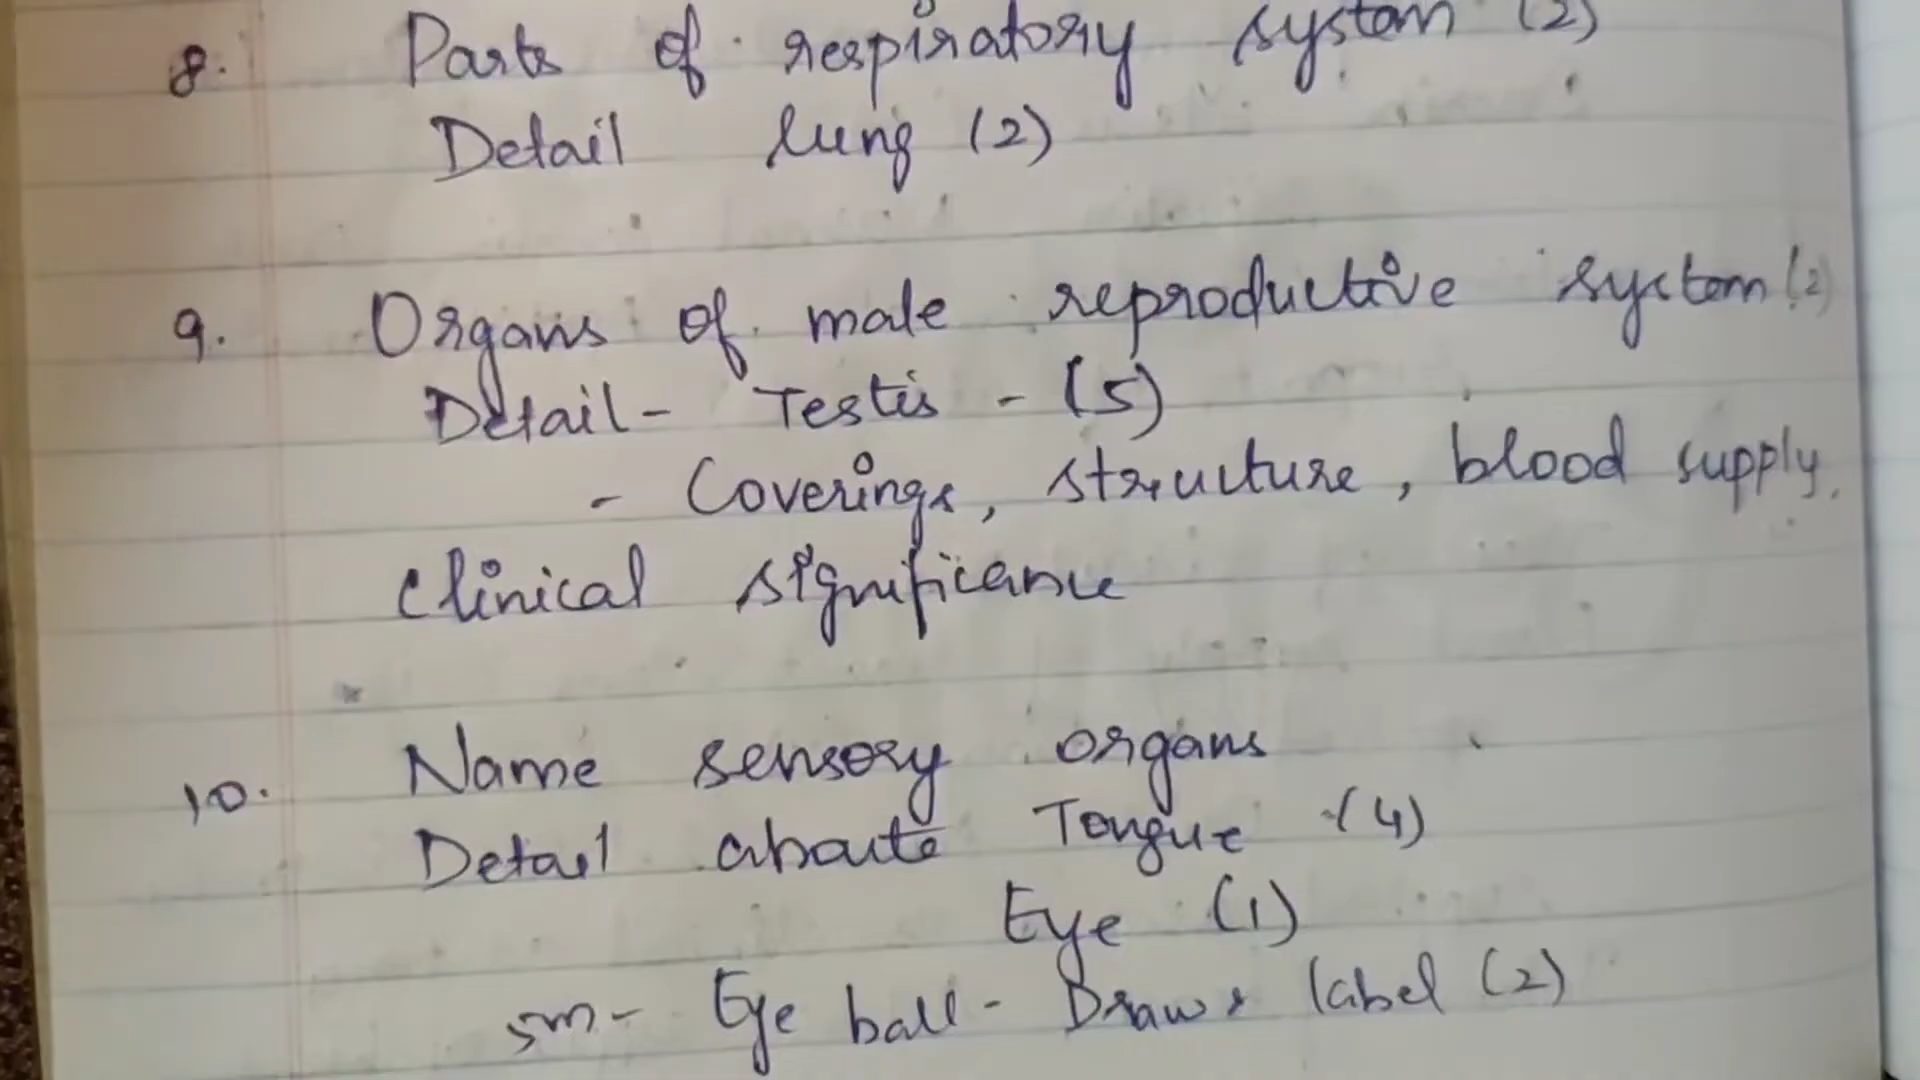 8. Parts of respiratory system (2)
Detail lung (2)
9. Organs of male reproductive system (2)
Detail - Testis - (5)
- Coverings, structure, blood supply,
clinical significance
10. Name sensory organs
Detail aboute Tongue (4)
Eye (1)
5m - Eye ball - Draw & label (2)